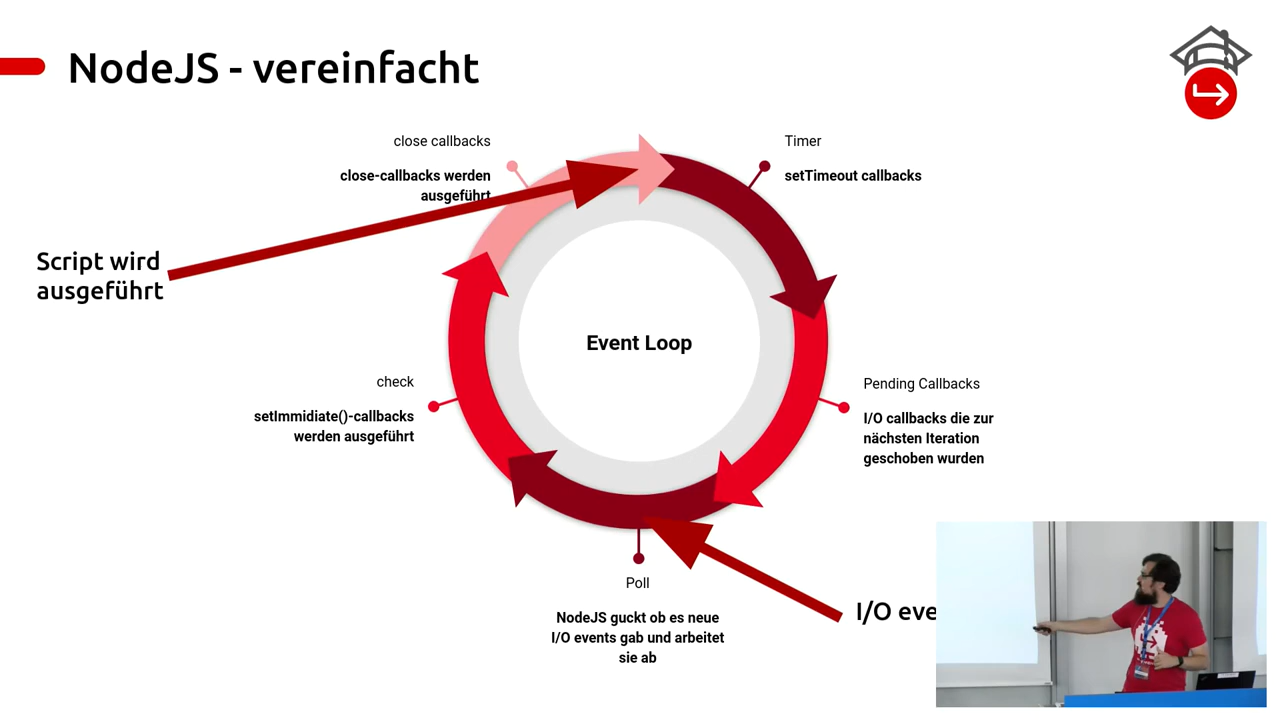 NodeJS - vereinfacht
close callbacks
close-callbacks werden
ausgeführt
Timer
setTimeout callbacks
Script wird
ausgeführt
Event Loop
check
setImmidiate()-callbacks
werden ausgeführt
Pending Callbacks
I/O callbacks die zur
nächsten Iteration
geschoben wurden
Poll
NodeJS guckt ob es neue
I/O events gab und arbeitet
sie ab
I/O eve